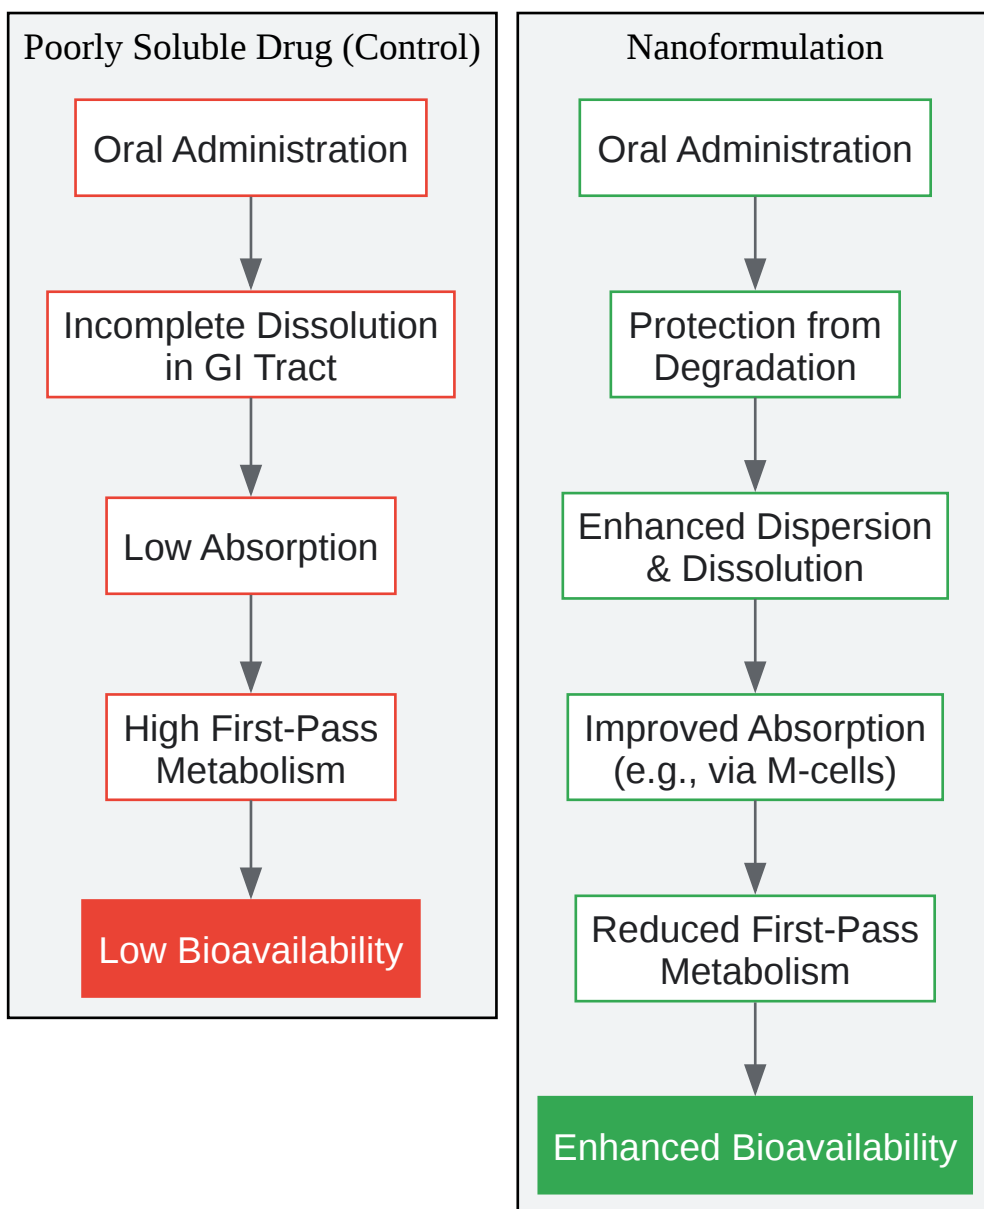 Poorly Soluble Drug (Control)
Oral Administration
Incomplete Dissolution
in GI Tract
Low Absorption
High First-Pass
Metabolism
Low Bioavailability
Nanoformulation
Oral Administration
Protection from
Degradation
Enhanced Dispersion
& Dissolution
Improved Absorption
(e.g., via M-cells)
Reduced First-Pass
Metabolism
Enhanced Bioavailability